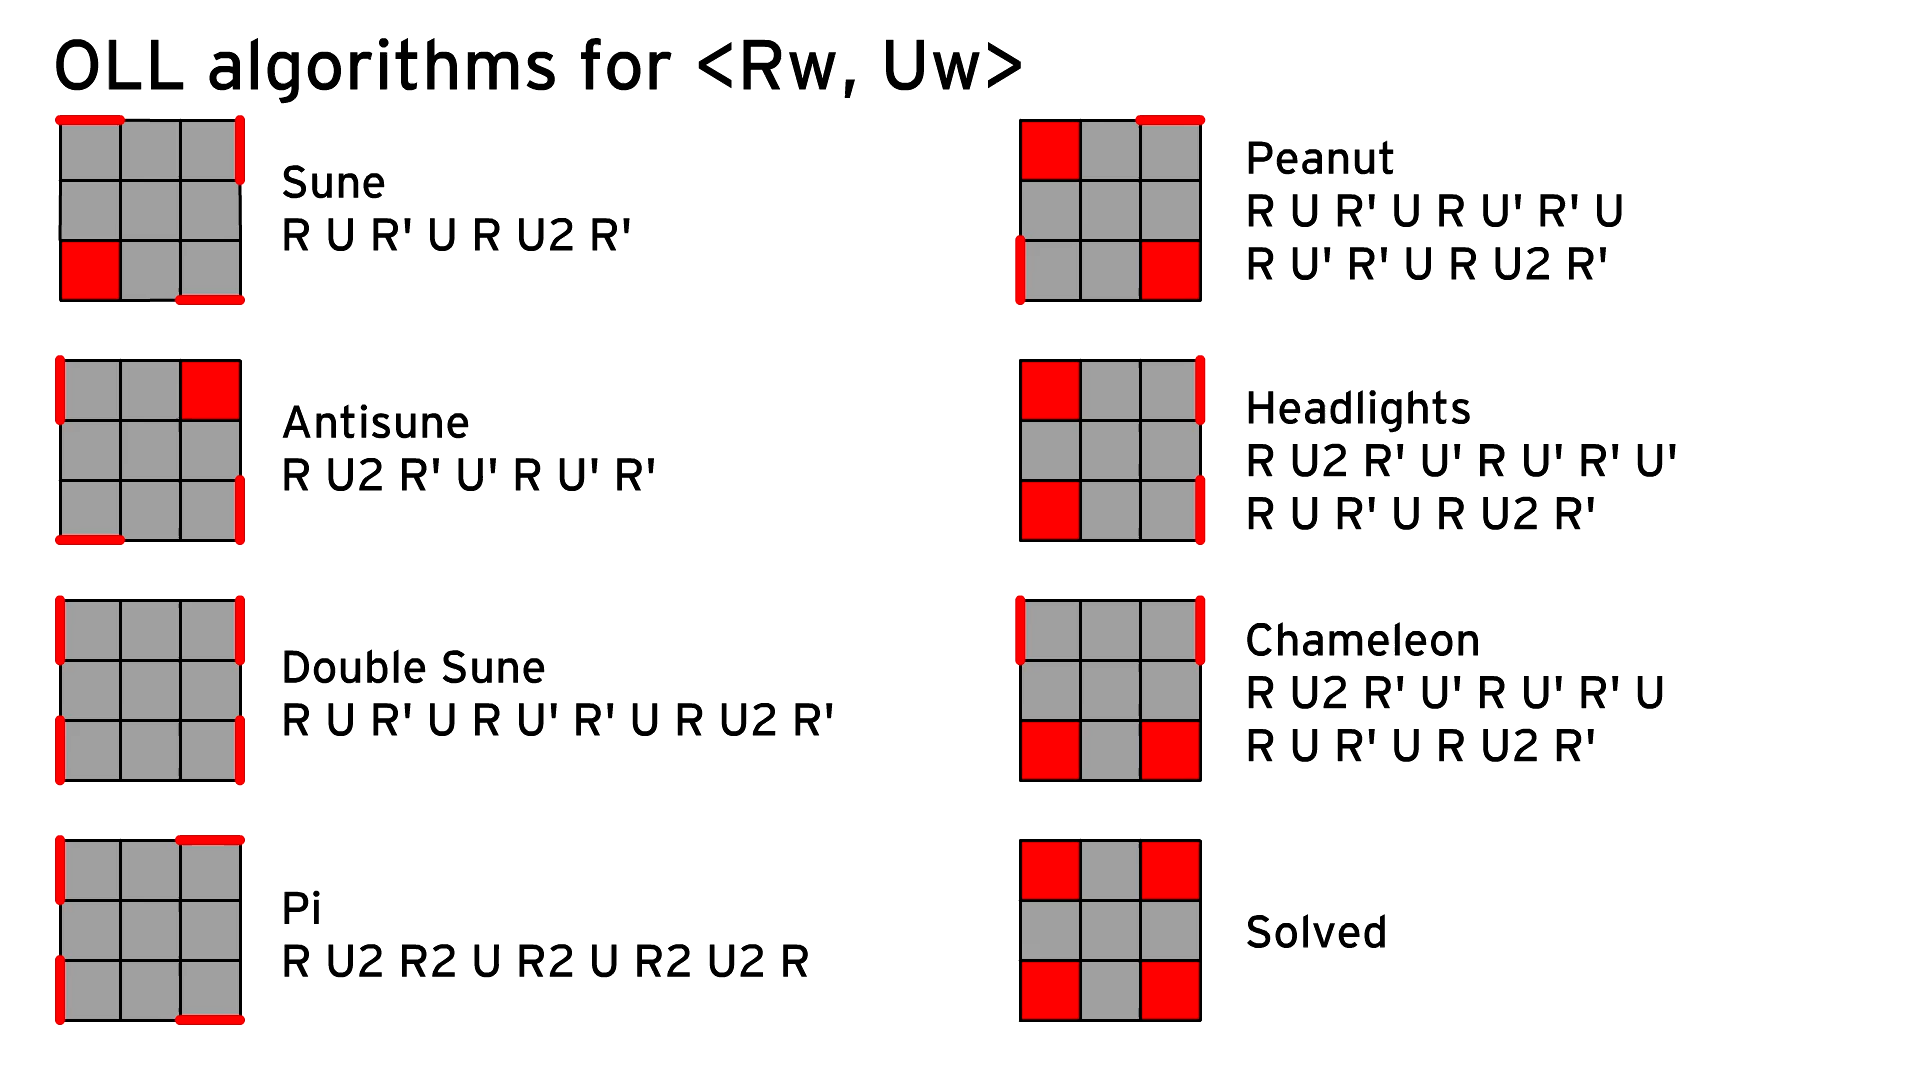 OLL algorithms for <Rw, Uw>
Sune
R U R' U R U2 R'
Antisune
R U2 R' U' R U' R'
Double Sune
R U R' U R U' R' U R U2 R'
Pi
R U2 R2 U R2 U R2 U2 R
Peanut
R U R' U R U' R' U
R U' R' U R U2 R'
Headlights
R U2 R' U' R U' R' U'
R U R' U R U2 R'
Chameleon
R U2 R' U' R U' R' U
R U R' U R U2 R'
Solved